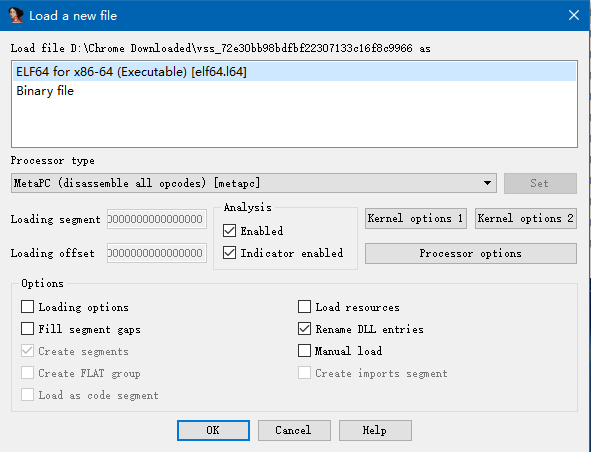 Load a new file
Load file D:\Chrome Downloaded\vss_72e30bb98bdfbf22307133c16f8c9966 as
ELF64 for x86-64 (Executable) [elf64.l64]
Binary file
Processor type
MetaPC (disassemble all opcodes) [metapc]
Set
Loading segment 0000000000000000
Loading offset 0000000000000000
Analysis
Enabled
Indicator enabled
Kernel options 1
Kernel options 2
Processor options
Options
Loading options
Fill segment gaps
Create segments
Create FLAT group
Load as code segment
Load resources
Rename DLL entries
Manual load
Create imports segment
OK
Cancel
Help